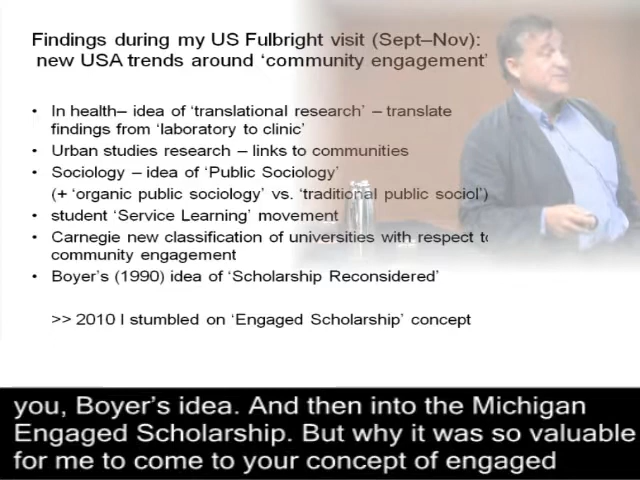 Findings during my US Fulbright visit (Sept–Nov):
new USA trends around ‘community engagement’
• In health– idea of ‘translational research’ – translate
findings from ‘laboratory to clinic’
• Urban studies research – links to communities
• Sociology – idea of ‘Public Sociology’
(+ ‘organic public sociology’ vs. ‘traditional public sociol’)
• student ‘Service Learning’ movement
• Carnegie new classification of universities with respect to
community engagement
• Boyer’s (1990) idea of ‘Scholarship Reconsidered’
>> 2010 I stumbled on ‘Engaged Scholarship’ concept
you, Boyer’s idea. And then into the Michigan
Engaged Scholarship. But why it was so valuable
for me to come to your concept of engaged